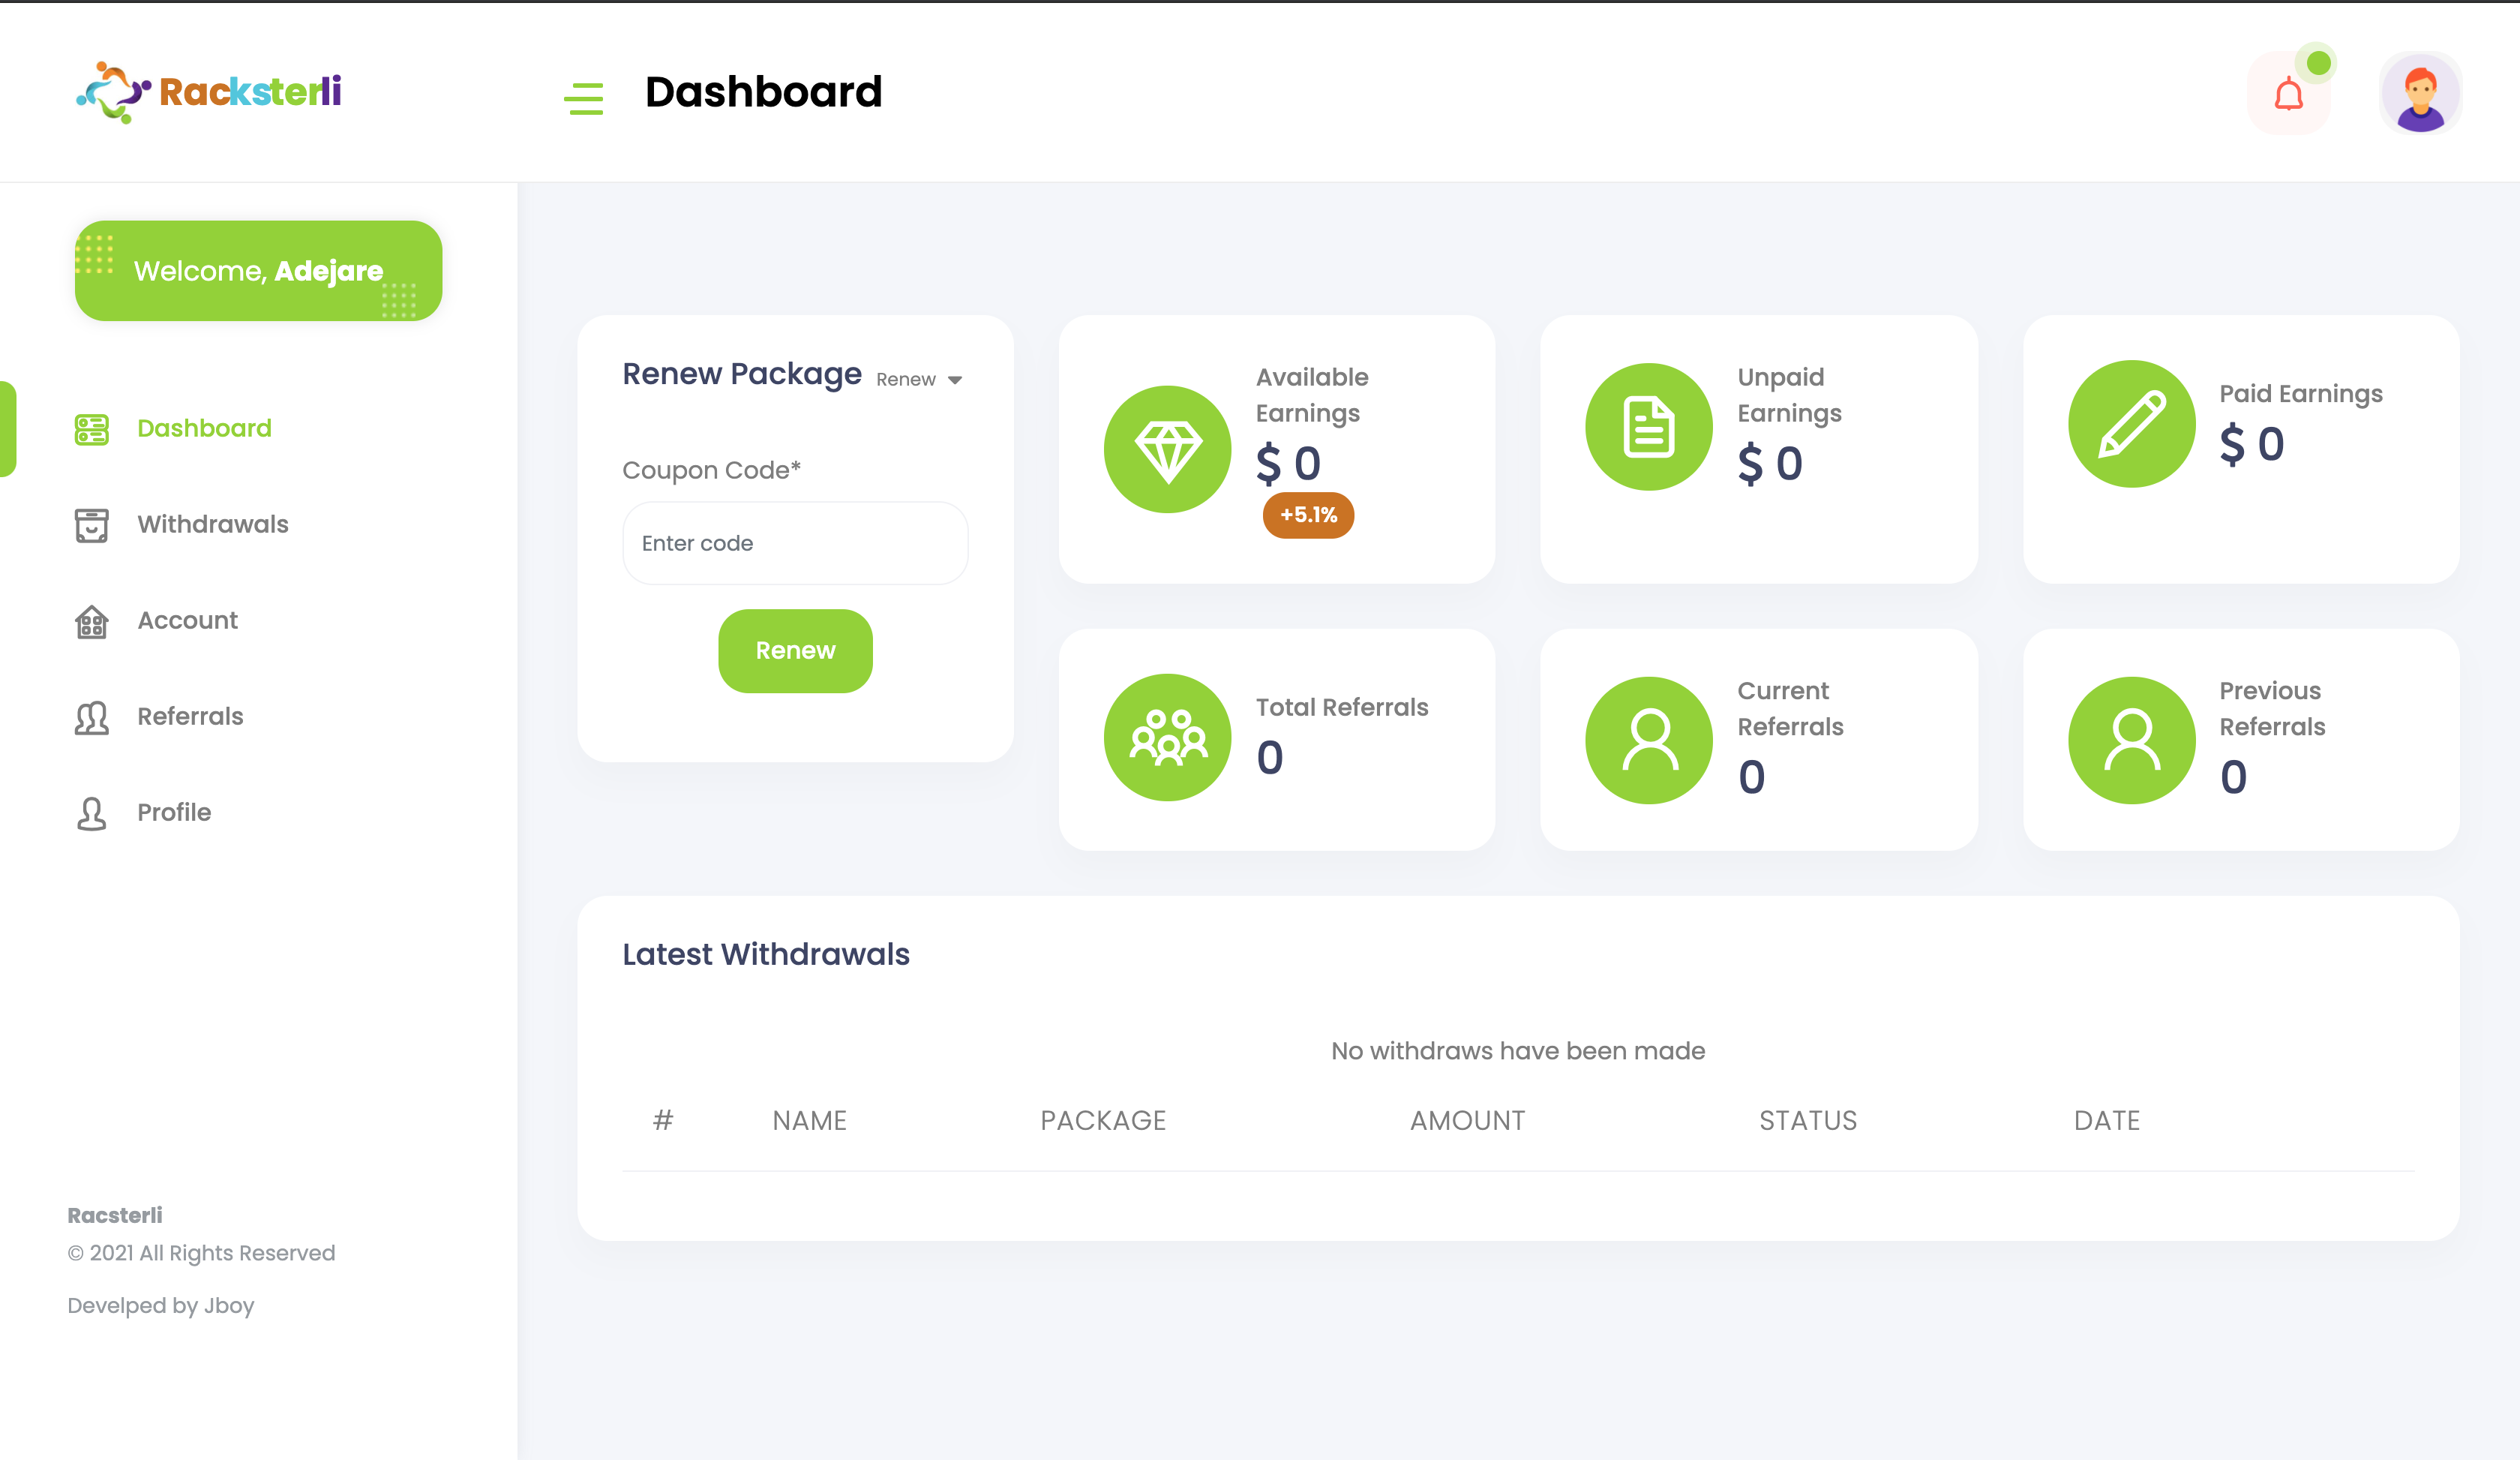 Racksterli
Dashboard
Welcome, Adejare
Dashboard
Withdrawals
Account
Referrals
Profile
Racsterli
© 2021 All Rights Reserved
Develped by Jboy
Renew Package Renew
Coupon Code*
Enter code
Renew
Available
Earnings
$ 0
+5.1%
Unpaid
Earnings
$ 0
Paid Earnings
$ 0
Total Referrals
0
Current
Referrals
0
Previous
Referrals
0
Latest Withdrawals
No withdraws have been made
# NAME PACKAGE AMOUNT STATUS DATE